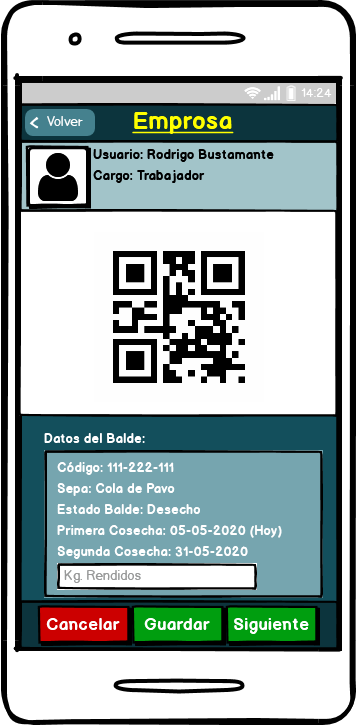 14:24
Volver
Emprosa
Usuario: Rodrigo Bustamante
Cargo: Trabajador
Datos del Balde:
Código: 111-222-111
Sepa: Cola de Pavo
Estado Balde: Desecho
Primera Cosecha: 05-05-2020 (Hoy)
Segunda Cosecha: 31-05-2020
Kg. Rendidos
Cancelar Guardar Siguiente